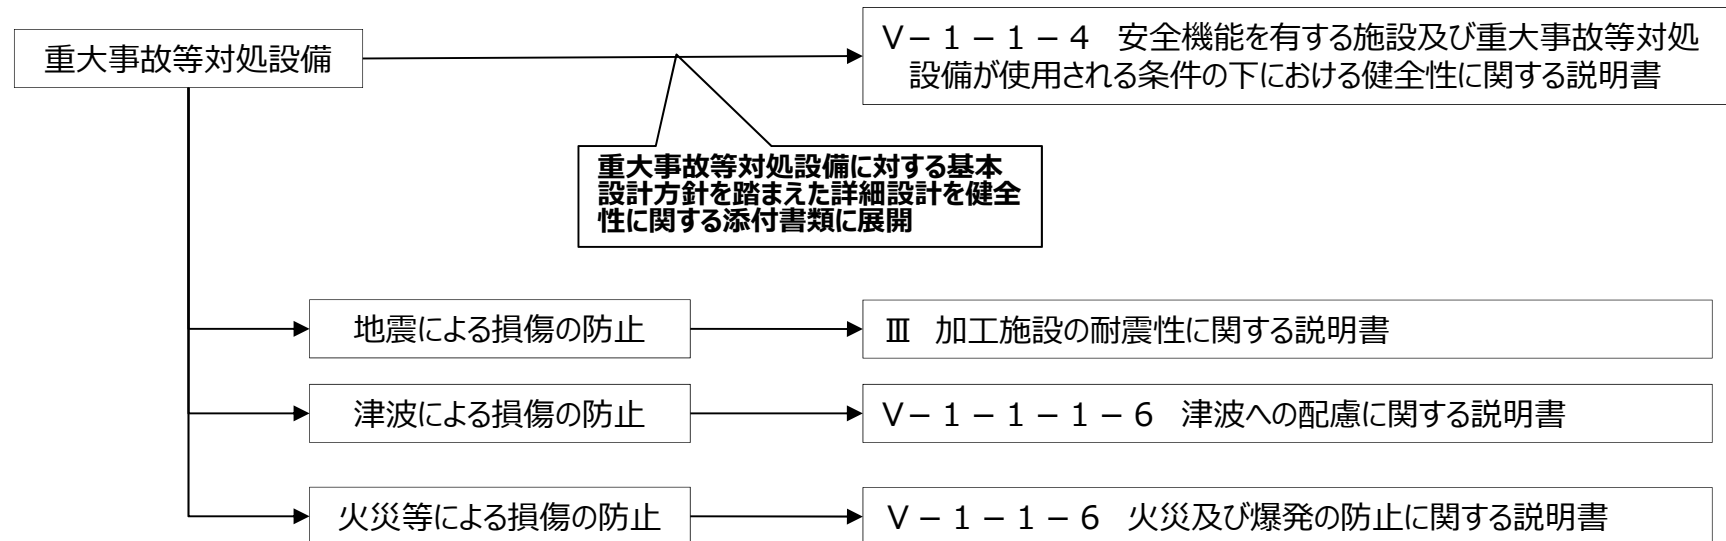 重大事故等対処設備
Ⅴ－１－１－４　安全機能を有する施設及び重大事故等対処
設備が使用される条件の下における健全性に関する説明書
重大事故等対処設備に対する基本
設計方針を踏まえた詳細設計を健全
性に関する添付書類に展開
地震による損傷の防止
Ⅲ　加工施設の耐震性に関する説明書
津波による損傷の防止
Ⅴ－１－１－１－６　津波への配慮に関する説明書
火災等による損傷の防止
Ⅴ－１－１－６　火災及び爆発の防止に関する説明書